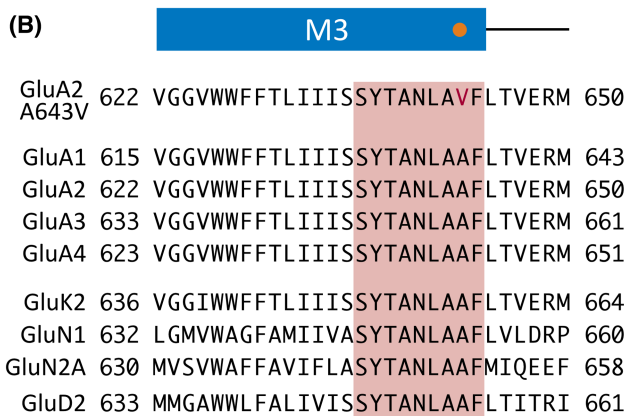 (B)
M3
GluA2
A643V 622 VGGVWWFFTLIIISSYTANLAVFLTVERM 650
GluA1 615 VGGVWWFFTLIIISSYTANLAAFLTVERM 643
GluA2 622 VGGVWWFFTLIIISSYTANLAAFLTVERM 650
GluA3 633 VGGVWWFFTLIIISSYTANLAAFLTVERM 661
GluA4 623 VGGVWWFFTLIIISSYTANLAAFLTVERM 651
GluK2 636 VGGIWWFFTLIIISSYTANLAAFLTVERM 664
GluN1 632 LGMVWAGFAMIIVASYTANLAAFLVLDRP 660
GluN2A 630 MVSVWAFFAVIFLASYTANLAAFMIQEEF 658
GluD2 633 MMGAWWLFALIVISSYTANLAAFLTITRI 661